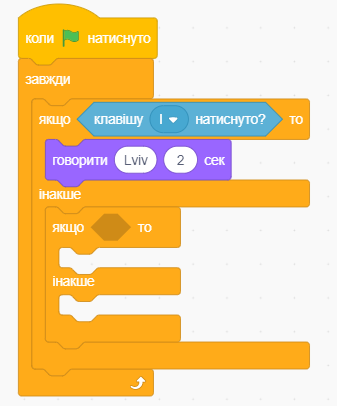 коли натиснуто
завжди
якщо клавішу l натиснуто? то
говорити Lviv 2 сек
інакше
якщо то
інакше